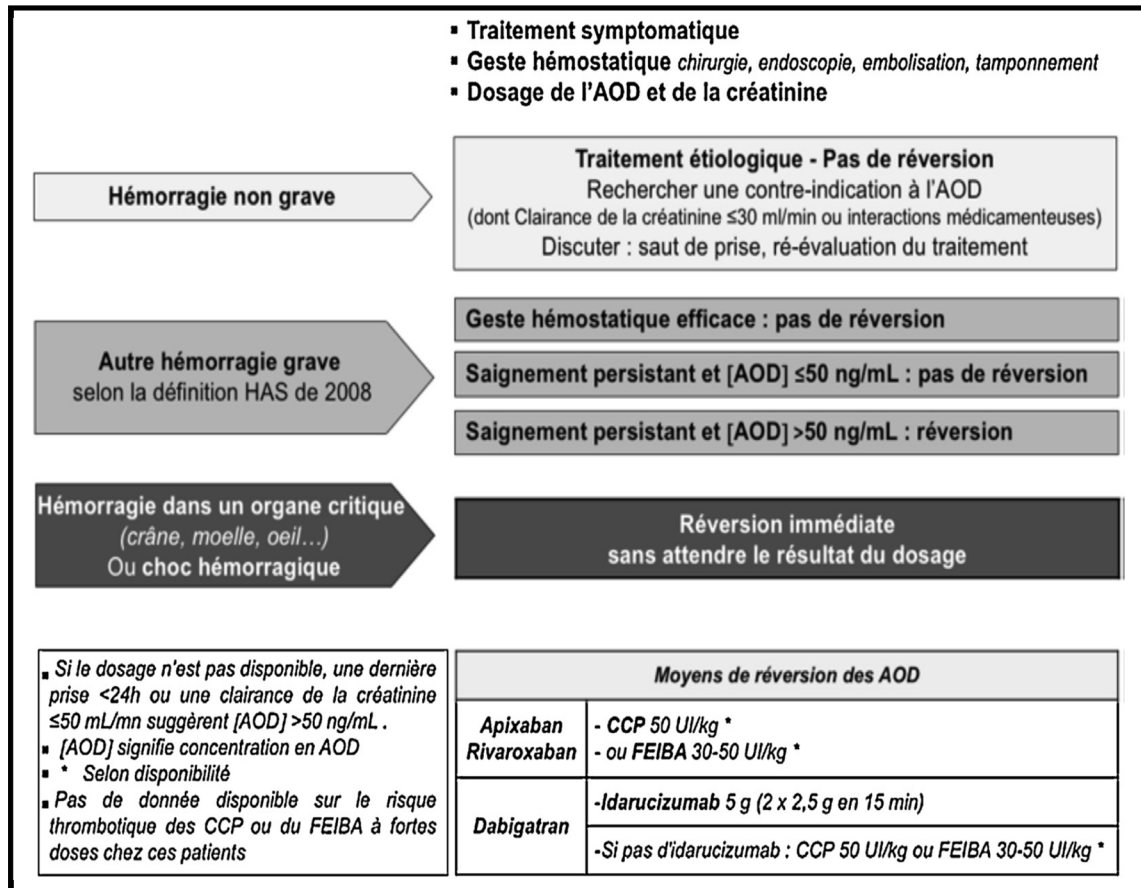 ▪ Traitement symptomatique
▪ Geste hémostatique chirurgie, endoscopie, embolisation, tamponnement
▪ Dosage de l'AOD et de la créatinine
Hémorragie non grave
Traitement étiologique - Pas de réversion
Rechercher une contre-indication à l'AOD
(dont Clairance de la créatinine ≤30 ml/min ou interactions médicamenteuses)
Discuter : saut de prise, ré-évaluation du traitement
Autre hémorragie grave
selon la définition HAS de 2008
Geste hémostatique efficace : pas de réversion
Saignement persistant et [AOD] ≤50 ng/mL : pas de réversion
Saignement persistant et [AOD] >50 ng/mL : réversion
Hémorragie dans un organe critique
(crâne, moelle, oeil...)
Ou choc hémorragique
Réversion immédiate
sans attendre le résultat du dosage
▪ Si le dosage n'est pas disponible, une dernière
prise <24h ou une clairance de la créatinine
≤50 mL/mn suggèrent [AOD] >50 ng/mL .
▪ [AOD] signifie concentration en AOD
▪ * Selon disponibilité
▪ Pas de donnée disponible sur le risque
thrombotique des CCP ou du FEIBA à fortes
doses chez ces patients
Moyens de réversion des AOD
Apixaban
Rivaroxaban
- CCP 50 UI/kg *
- ou FEIBA 30-50 UI/kg *
Dabigatran
-Idarucizumab 5 g (2 x 2,5 g en 15 min)
-Si pas d'idarucizumab : CCP 50 UI/kg ou FEIBA 30-50 UI/kg *